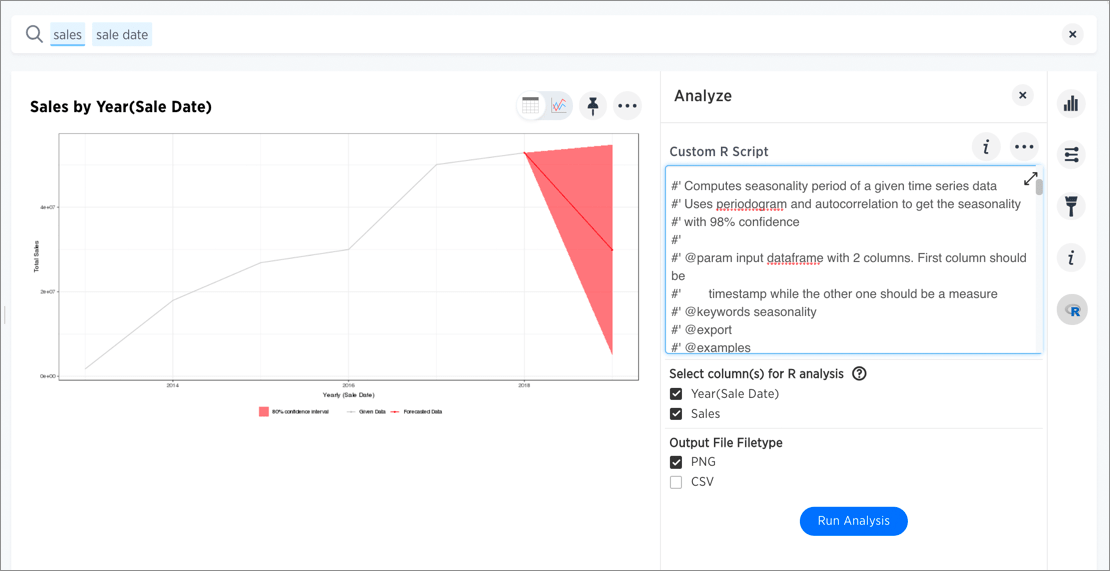 sales sale date
Sales by Year(Sale Date)
4e+07
2e+07
0e+00
Total Sales
2014 2016 2018
Yearly (Sale Date)
80% confidence interval Given Data Forecasted Data
Analyze
Custom R Script
#' Computes seasonality period of a given time series data
#' Uses periodogram and autocorrelation to get the seasonality
#' with 98% confidence
#'
#' @param input dataframe with 2 columns. First column should
be
#' timestamp while the other one should be a measure
#' @keywords seasonality
#' @export
#' @examples
Select column(s) for R analysis ?
Year(Sale Date)
Sales
Output File Filetype
PNG
CSV
Run Analysis
i
i
R